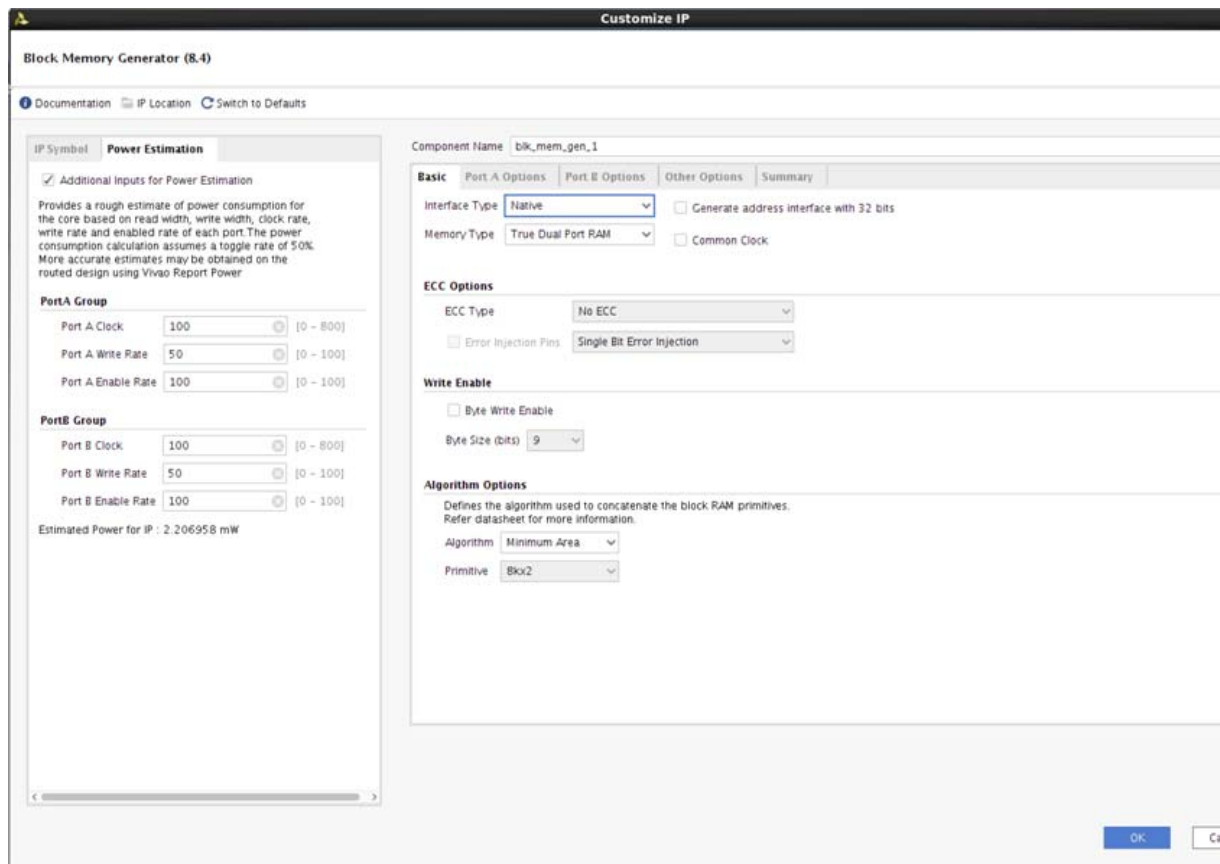 Customize IP
Block Memory Generator (8.4)
Documentation IP Location Switch to Defaults
IP Symbol Power Estimation
Additional Inputs for Power Estimation
Provides a rough estimate of power consumption for
the core based on read width, write width, clock rate,
write rate and enabled rate of each port.The power
consumption calculation assumes a toggle rate of 50%.
More accurate estimates may be obtained on the
routed design using Vivao Report Power
PortA Group
Port A Clock 100 [0 - 800]
Port A Write Rate 50 [0 - 100]
Port A Enable Rate 100 [0 - 100]
PortB Group
Port B Clock 100 [0 - 800]
Port B Write Rate 50 [0 - 100]
Port B Enable Rate 100 [0 - 100]
Estimated Power for IP : 2.206958 mW
Component Name blk_mem_gen_1
Basic Port A Options Port B Options Other Options Summary
Interface Type Native Generate address interface with 32 bits
Memory Type True Dual Port RAM Common Clock
ECC Options
ECC Type No ECC
Error Injection Pins Single Bit Error Injection
Write Enable
Byte Write Enable
Byte Size (bits) 9
Algorithm Options
Defines the algorithm used to concatenate the block RAM primitives.
Refer datasheet for more information.
Algorithm Minimum Area
Primitive 8kx2
OK Ca